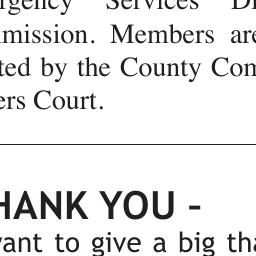 rgency Services Di
mission. Members are
ted by the County Com
ers Court.
HANK YOU –
want to give a big tha